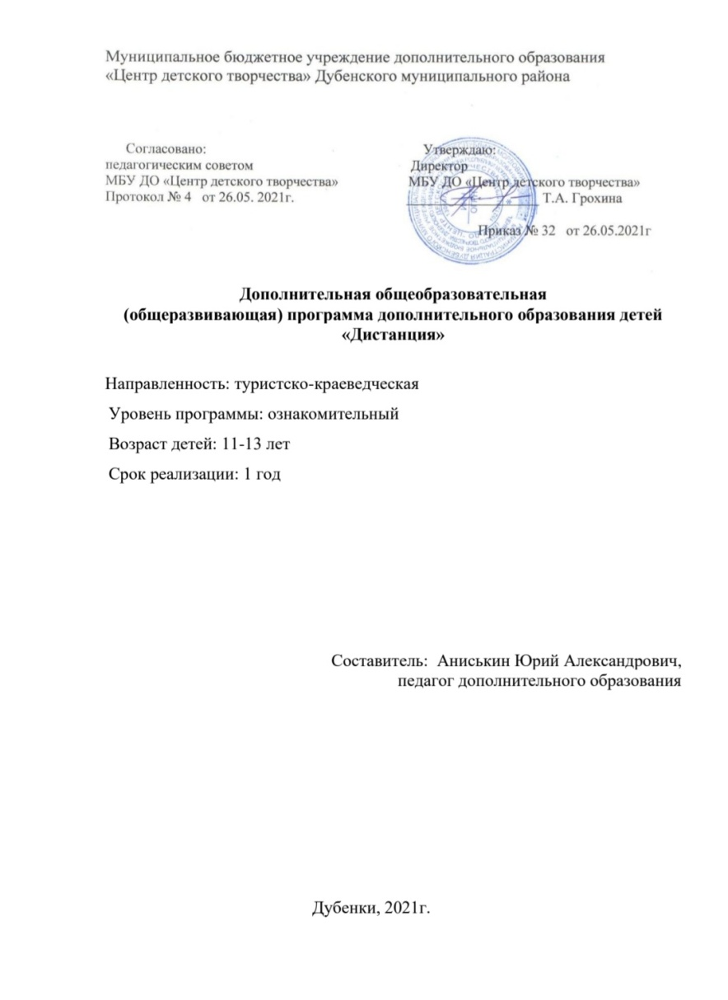 Муниципальное бюджетное учреждение дополнительного образования
«Центр детского творчества» Дубенского муниципального района
Согласовано:
педагогическим советом
МБУ ДО «Центр детского творчества»
Протокол № 4 от 26.05. 2021г.
Утверждаю:
Директор
МБУ ДО «Центр детского творчества»
Т.А. Грохина
Приказ № 32 от 26.05.2021г
Дополнительная общеобразовательная
(общеразвивающая) программа дополнительного образования детей
«Дистанция»
Направленность: туристско-краеведческая
Уровень программы: ознакомительный
Возраст детей: 11-13 лет
Срок реализации: 1 год
Составитель: Аниськин Юрий Александрович,
педагог дополнительного образования
Дубенки, 2021г.